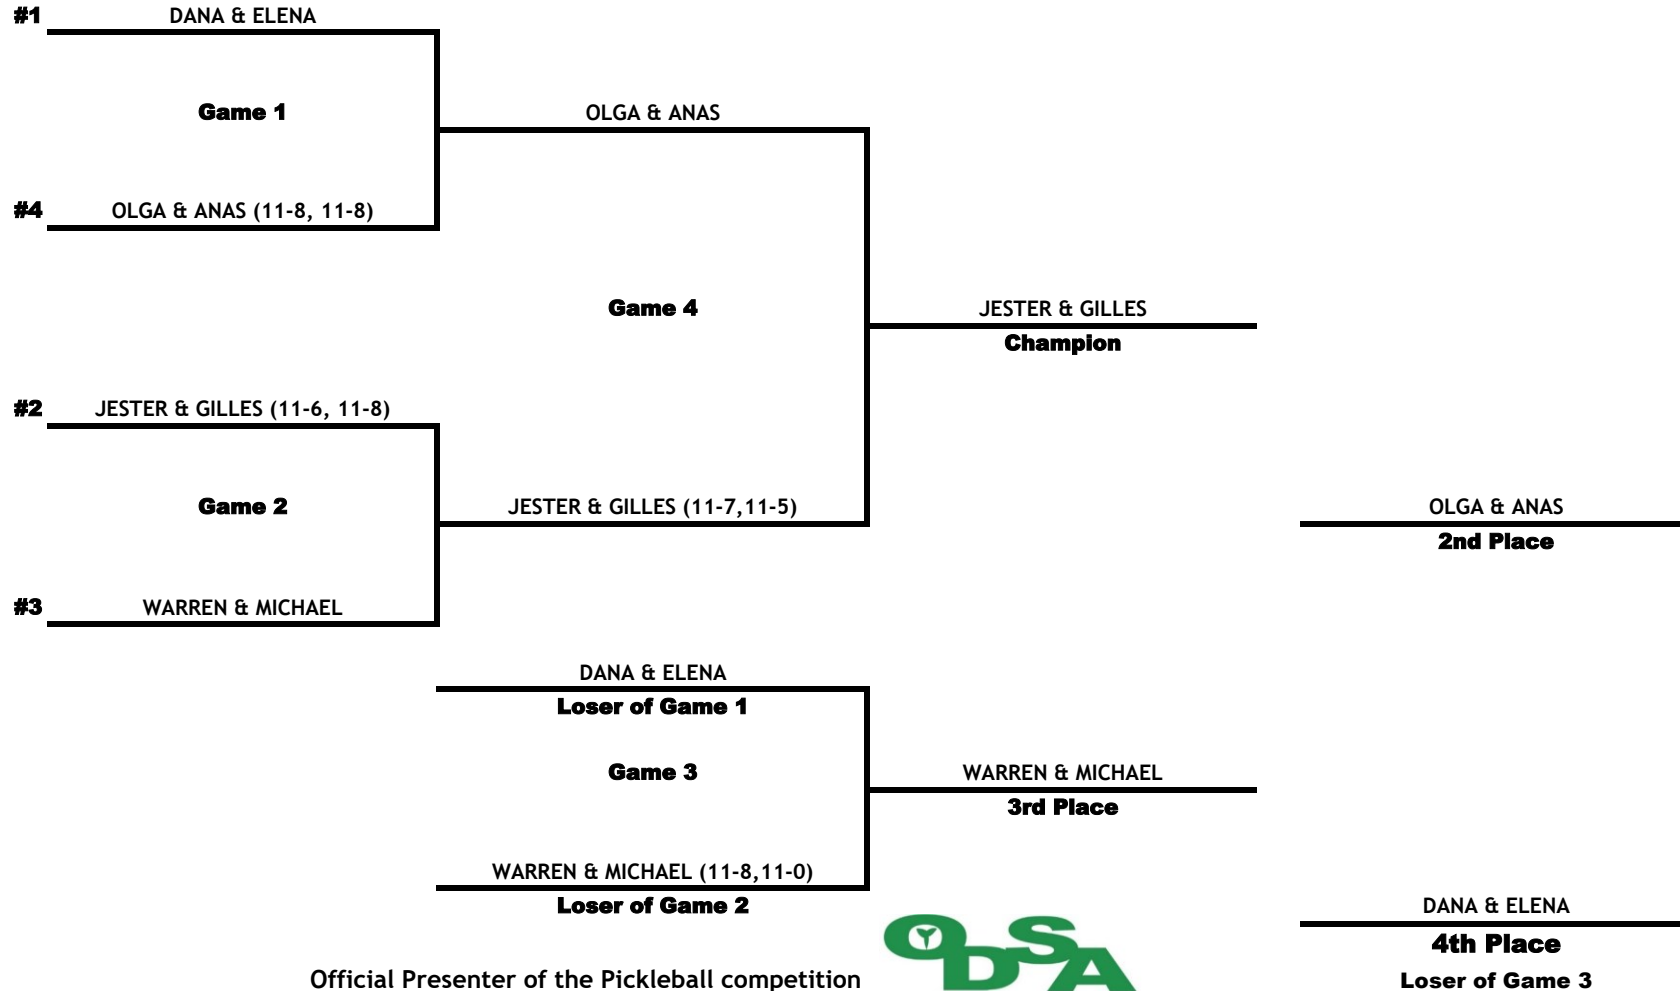 #1 DANA & ELENA
Game 1
OLGA & ANAS
#4 OLGA & ANAS (11-8, 11-8)
Game 4
JESTER & GILLES
Champion
#2 JESTER & GILLES (11-6, 11-8)
Game 2
JESTER & GILLES (11-7,11-5)
OLGA & ANAS
2nd Place
#3 WARREN & MICHAEL
DANA & ELENA
Loser of Game 1
Game 3
WARREN & MICHAEL
3rd Place
WARREN & MICHAEL (11-8,11-0)
Loser of Game 2
DANA & ELENA
4th Place
Loser of Game 3
Official Presenter of the Pickleball competition
ODSA